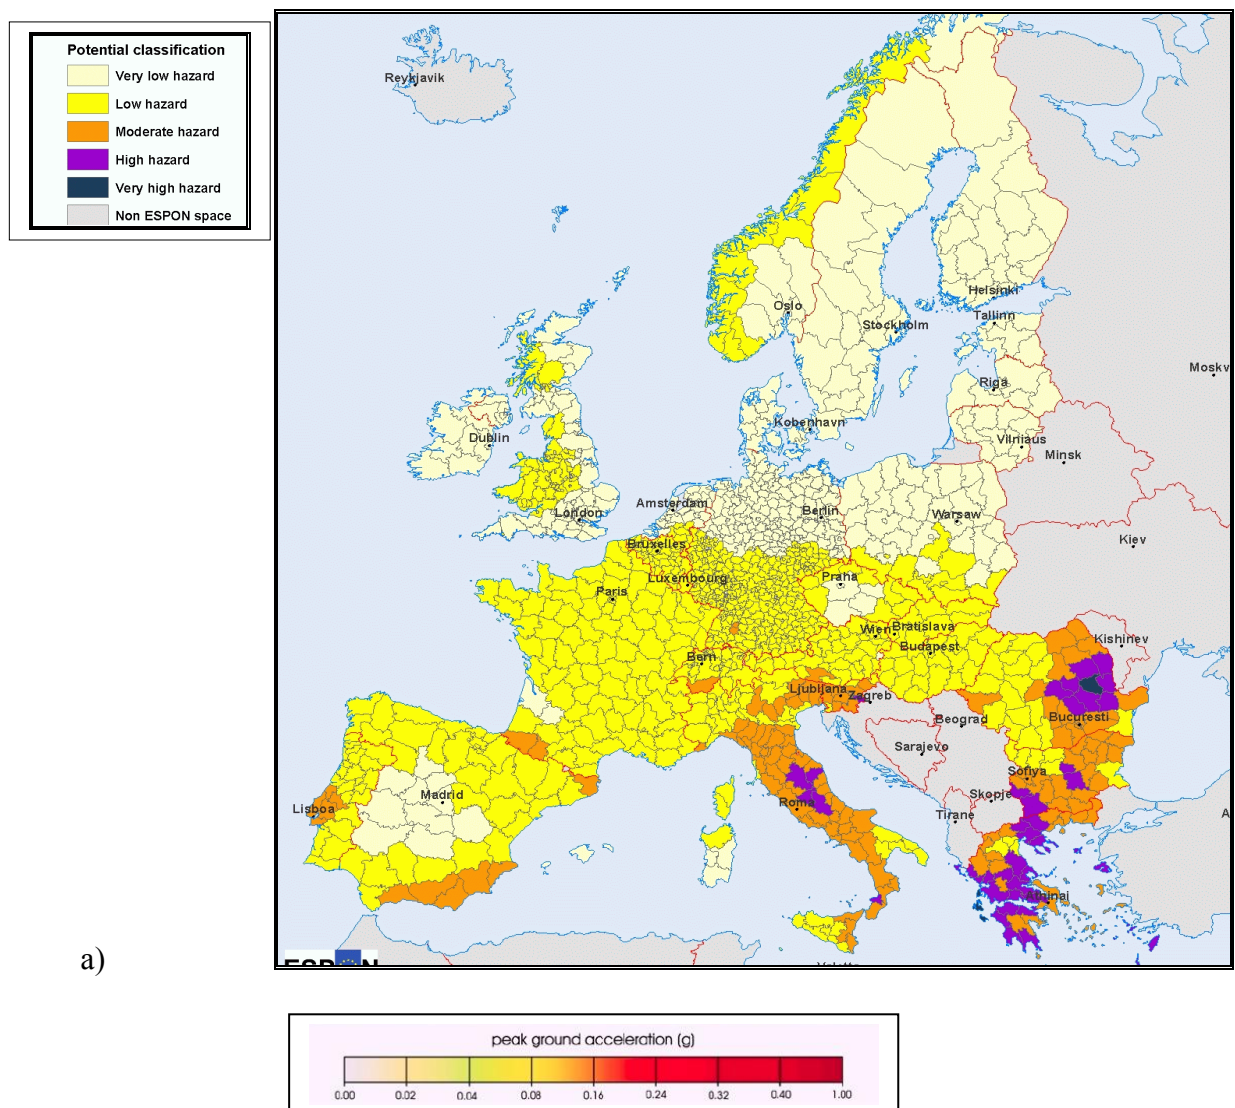 Potential classification
Very low hazard
Low hazard
Moderate hazard
High hazard
Very high hazard
Non ESPON space
Reykjavik
Oslo
Helsinki
Tallinn
Stockholm
Riga
Moskv
Kobenhavn
Vilniaus
Minsk
Dublin
Amsterdam
London
Berlin
Warsaw
Bruxelles
Kiev
Luxembourg
Praha
Paris
Wien
Bratislava
Kishinev
Budapest
Bern
Ljubljana
Zagreb
Beograd
Bucuresti
Sarajevo
Sofiya
Madrid
Skopje
Lisboa
Roma
Tirane
A
Athinai
a)
ESPON
peak ground acceleration (g)
0.00 0.02 0.04 0.08 0.16 0.24 0.32 0.40 1.00